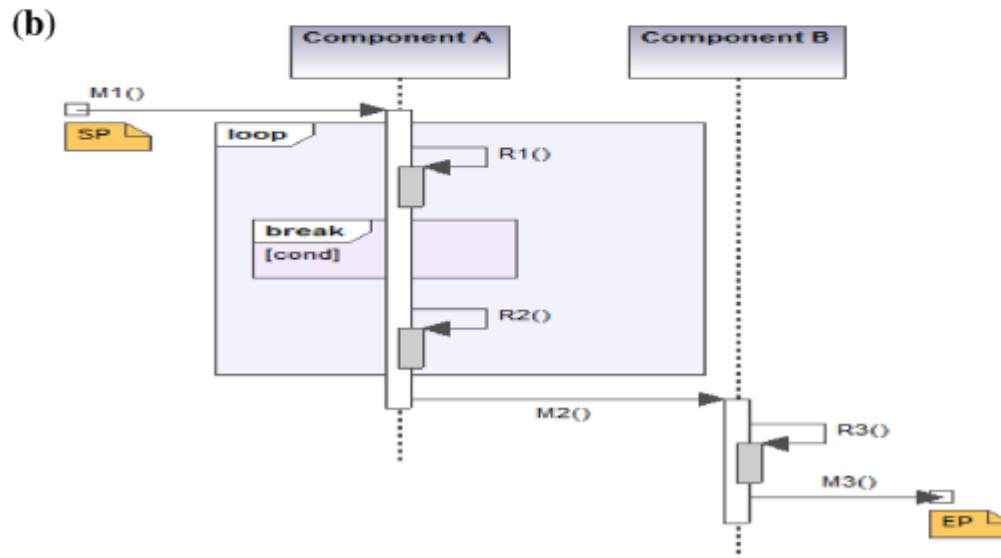 (b)
Component A
Component B
M1()
SP
loop
R1()
break
[cond]
R2()
M2()
R3()
M3()
EP